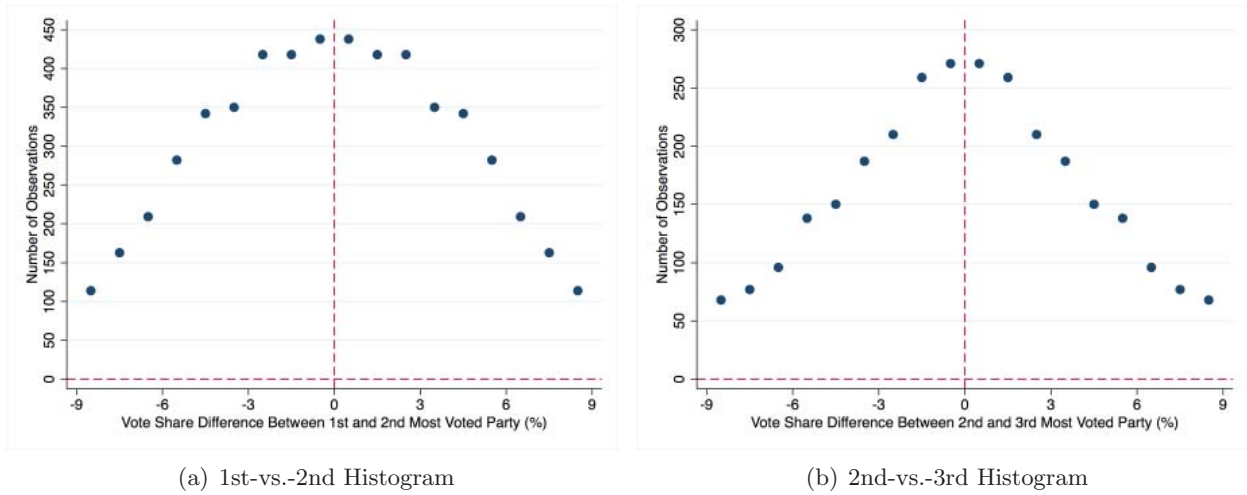 450
400
350
300
250
200
150
100
50
0
Number of Observations
-9 -6 -3 0 3 6 9
Vote Share Difference Between 1st and 2nd Most Voted Party (%)
(a) 1st-vs.-2nd Histogram
300
250
200
150
100
50
0
Number of Observations
-9 -6 -3 0 3 6 9
Vote Share Difference Between 2nd and 3rd Most Voted Party (%)
(b) 2nd-vs.-3rd Histogram